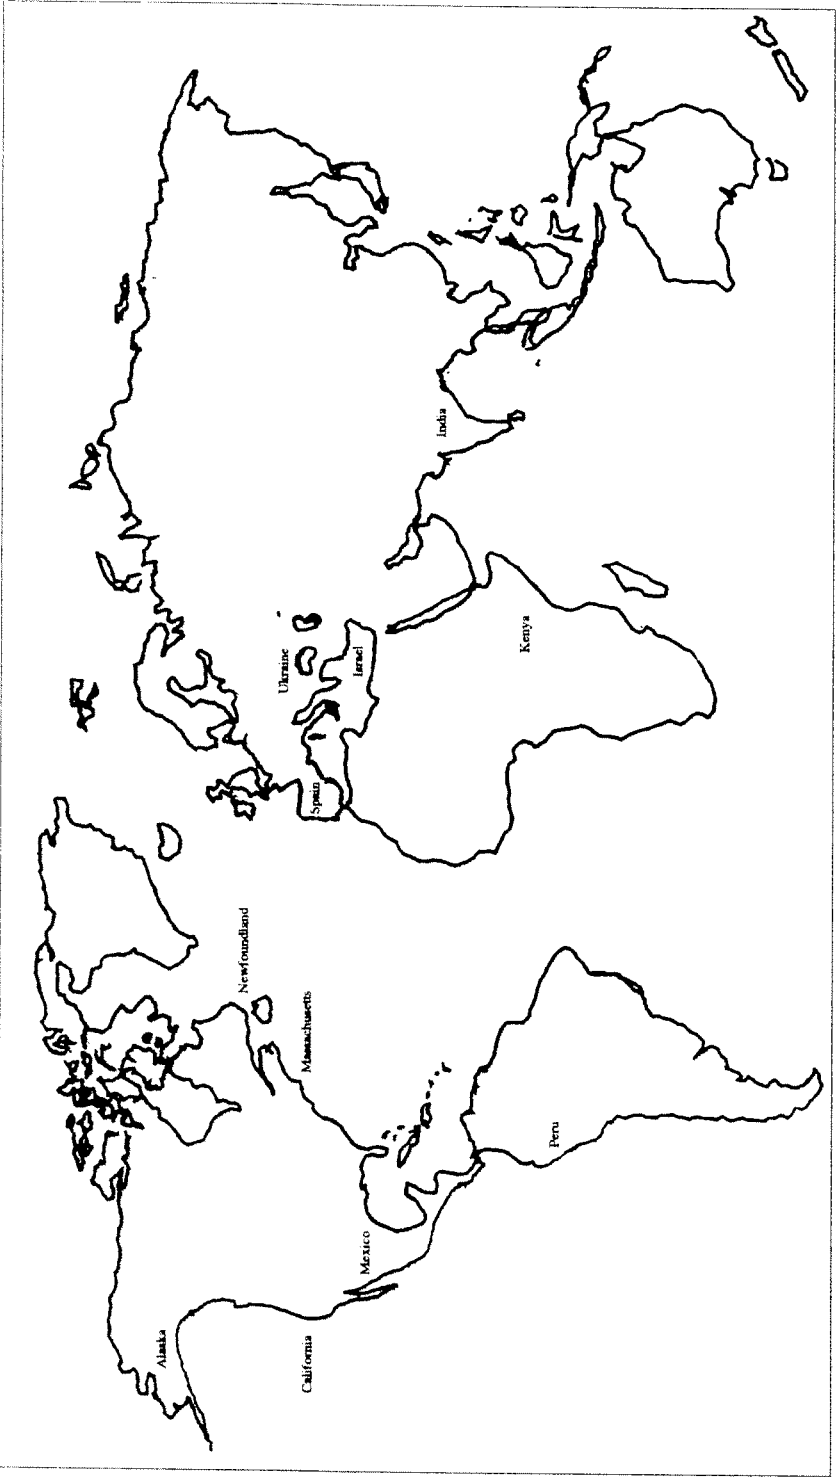 Alaska
Newfoundland
California
Massachusetts
Mexico
Peru
Spain
Ukraine
Israel
Kenya
India